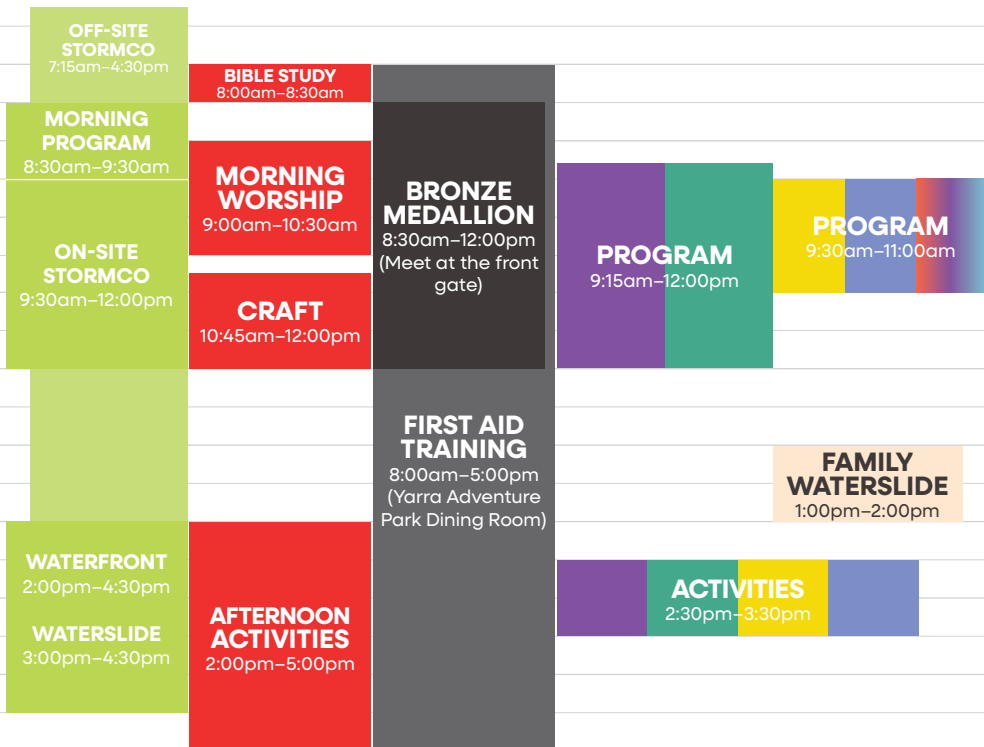 OFF-SITE
STORMCO
7:15am–4:30pm
MORNING
PROGRAM
8:30am–9:30am
ON-SITE
STORMCO
9:30am–12:00pm
WATERFRONT
2:00pm–4:30pm
WATERSLIDE
3:00pm–4:30pm
BIBLE STUDY
8:00am–8:30am
MORNING
WORSHIP
9:00am–10:30am
CRAFT
10:45am–12:00pm
AFTERNOON
ACTIVITIES
2:00pm–5:00pm
BRONZE
MEDALLION
8:30am–12:00pm
(Meet at the front
gate)
FIRST AID
TRAINING
8:00am–5:00pm
(Yarra Adventure
Park Dining Room)
PROGRAM
9:15am–12:00pm
PROGRAM
9:30am–11:00am
FAMILY
WATERSLIDE
1:00pm–2:00pm
ACTIVITIES
2:30pm–3:30pm